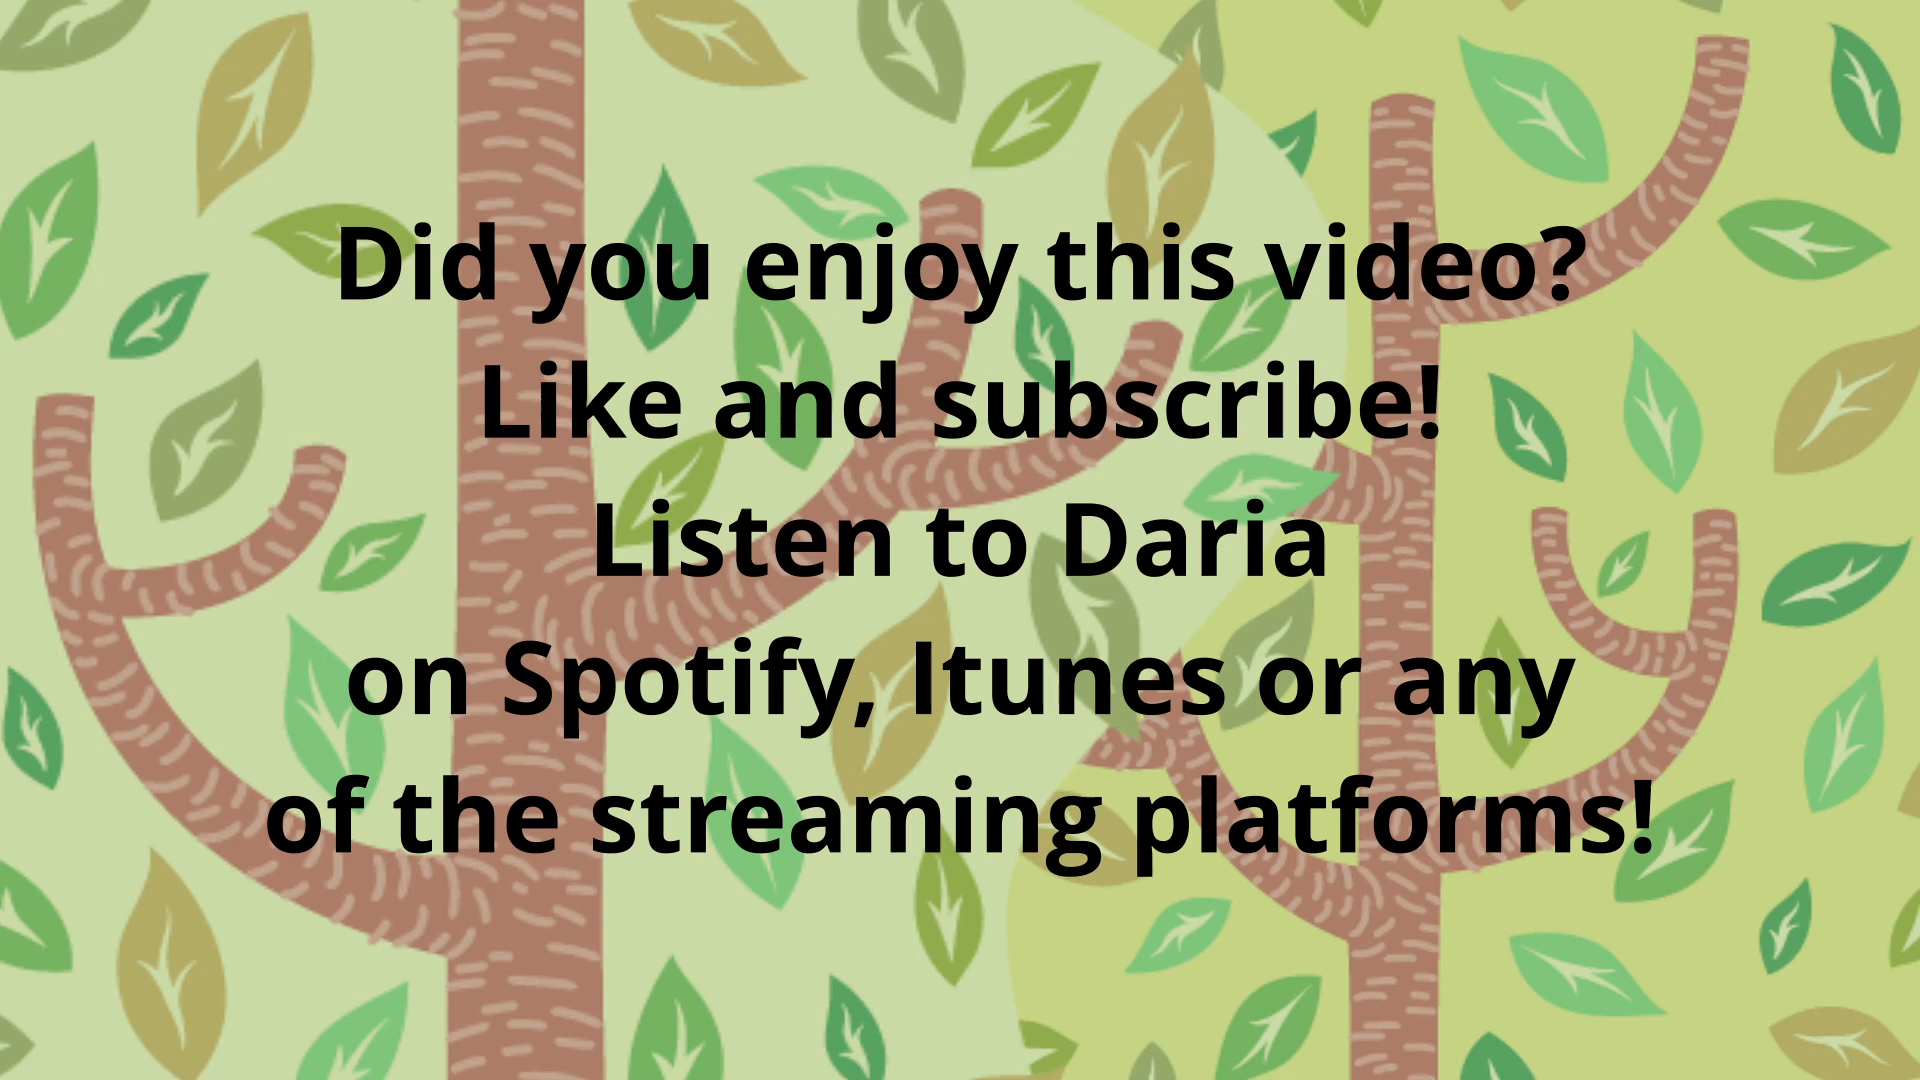 Did you enjoy this video?
Like and subscribe!
Listen to Daria
on Spotify, Itunes or any
of the streaming platforms!